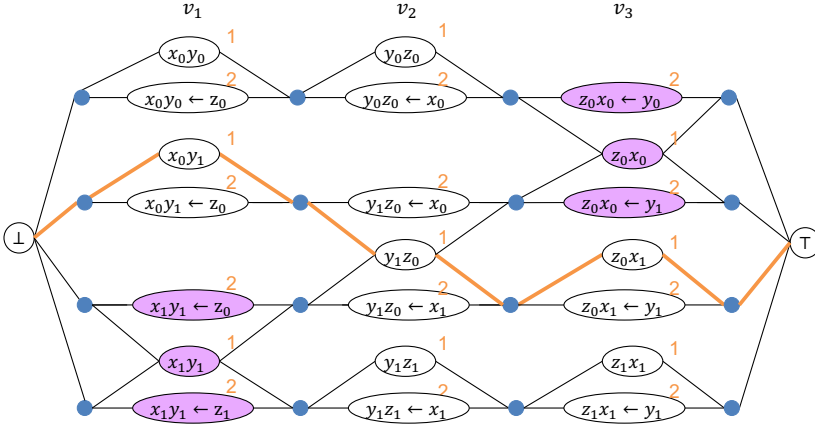 v₁ v₂ v₃
1 1
x₀y₀ y₀z₀
2 2 2
x₀y₀ ← z₀ y₀z₀ ← x₀ z₀x₀ ← y₀
1 1
x₀y₁ z₀x₀
2 2 2
x₀y₁ ← z₀ y₁z₀ ← x₀ z₀x₀ ← y₁
1 1
⊥ y₁z₀ z₀x₁ ⊤
2 2 2
x₁y₁ ← z₀ y₁z₀ ← x₁ z₀x₁ ← y₁
1 1 1
x₁y₁ y₁z₁ z₁x₁
2 2 2
x₁y₁ ← z₁ y₁z₁ ← x₁ z₁x₁ ← y₁